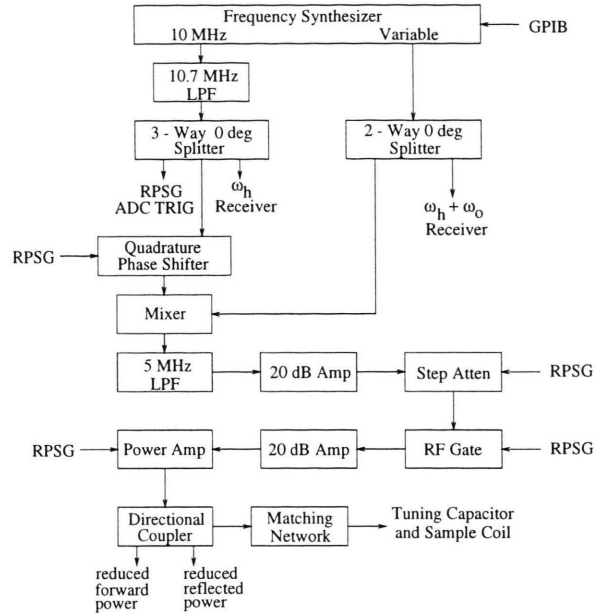 Frequency Synthesizer
10 MHz Variable
GPIB
10.7 MHz
LPF
3 - Way 0 deg
Splitter
2 - Way 0 deg
Splitter
RPSG
ADC TRIG
ωh
Receiver
ωh + ωo
Receiver
RPSG
Quadrature
Phase Shifter
Mixer
5 MHz
LPF
20 dB Amp
Step Atten
RPSG
RPSG
Power Amp
20 dB Amp
RF Gate
RPSG
Directional
Coupler
Matching
Network
Tuning Capacitor
and Sample Coil
reduced
forward
power
reduced
reflected
power